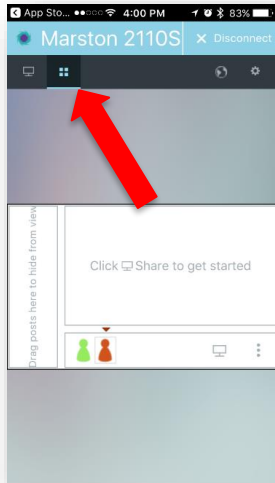 App Sto... 4:00 PM 83%
Marston 2110S × Disconnect
Drag posts here to hide from view
Click Share to get started